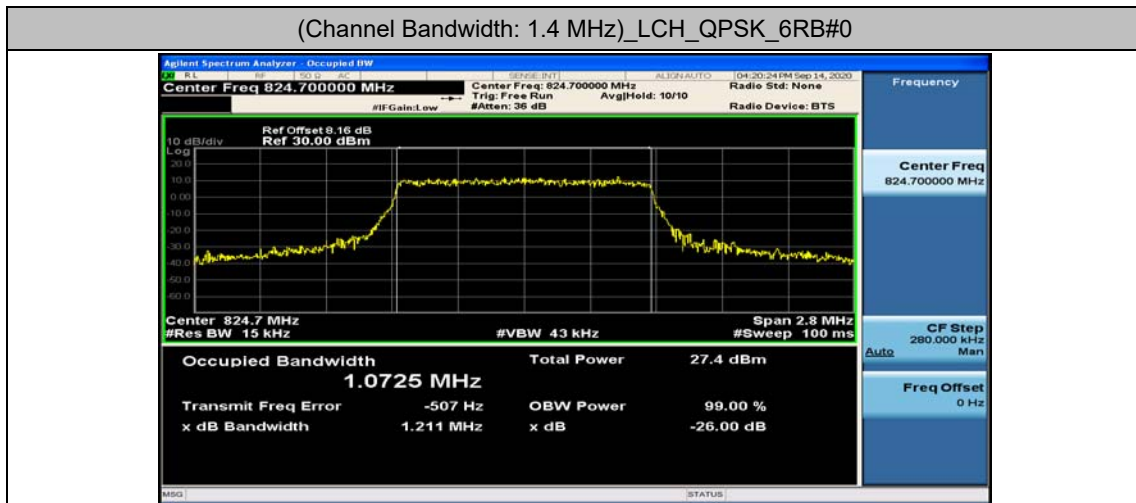 (Channel Bandwidth: 1.4 MHz)_LCH_QPSK_6RB#0
Agilent Spectrum Analyzer - Occupied BW
RL RF 50 Ω AC SENSE:INT ALIGN AUTO 04:20:24 PM Sep 14, 2020
Center Freq 824.700000 MHz
Center Freq: 824.700000 MHz
Radio Std: None
Trig: Free Run Avg|Hold: 10/10
#IFGain:Low #Atten: 36 dB Radio Device: BTS
Frequency
Ref Offset 8.16 dB
10 dB/div Ref 30.00 dBm
Log
20.0
10.0
0.00
-10.0
-20.0
-30.0
-40.0
-50.0
-60.0
Center Freq
824.700000 MHz
Center 824.7 MHz Span 2.8 MHz
#Res BW 15 kHz #VBW 43 kHz #Sweep 100 ms
CF Step
280.000 kHz
Auto Man
Occupied Bandwidth Total Power 27.4 dBm
1.0725 MHz
Transmit Freq Error -507 Hz OBW Power 99.00 %
x dB Bandwidth 1.211 MHz x dB -26.00 dB
Freq Offset
0 Hz
MSG STATUS